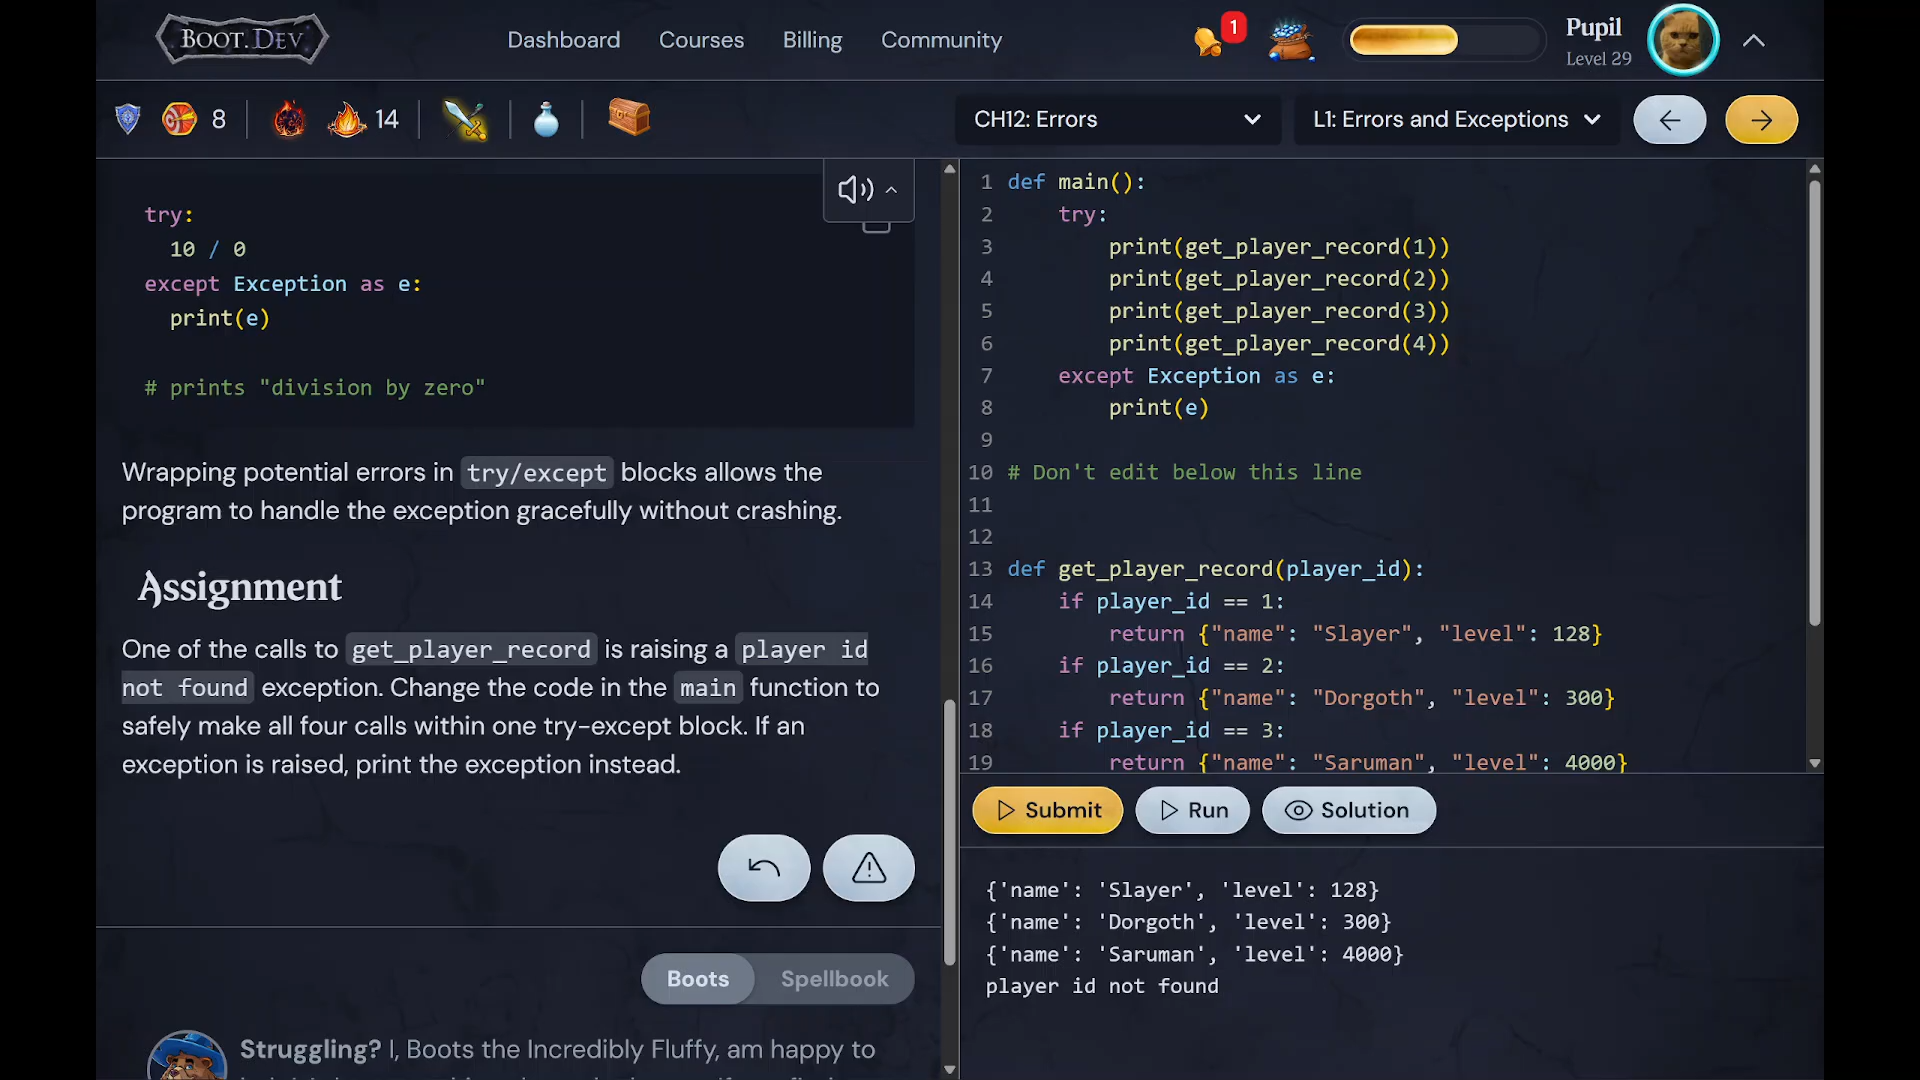 BOOT.DEV
Dashboard
Courses
Billing
Community
1
Pupil
Level 29
8
14
CH12: Errors
L1: Errors and Exceptions
try:
10 / 0
except Exception as e:
print(e)
# prints "division by zero"
Wrapping potential errors in try/except blocks allows the
program to handle the exception gracefully without crashing.
Assignment
One of the calls to get_player_record is raising a player id
not found exception. Change the code in the main function to
safely make all four calls within one try-except block. If an
exception is raised, print the exception instead.
Boots
Spellbook
Struggling? I, Boots the Incredibly Fluffy, am happy to
1 def main():
2 try:
3 print(get_player_record(1))
4 print(get_player_record(2))
5 print(get_player_record(3))
6 print(get_player_record(4))
7 except Exception as e:
8 print(e)
9
10 # Don't edit below this line
11
12
13 def get_player_record(player_id):
14 if player_id == 1:
15 return {"name": "Slayer", "level": 128}
16 if player_id == 2:
17 return {"name": "Dorgoth", "level": 300}
18 if player_id == 3:
19 return {"name": "Saruman", "level": 4000}
Submit
Run
Solution
{'name': 'Slayer', 'level': 128}
{'name': 'Dorgoth', 'level': 300}
{'name': 'Saruman', 'level': 4000}
player id not found